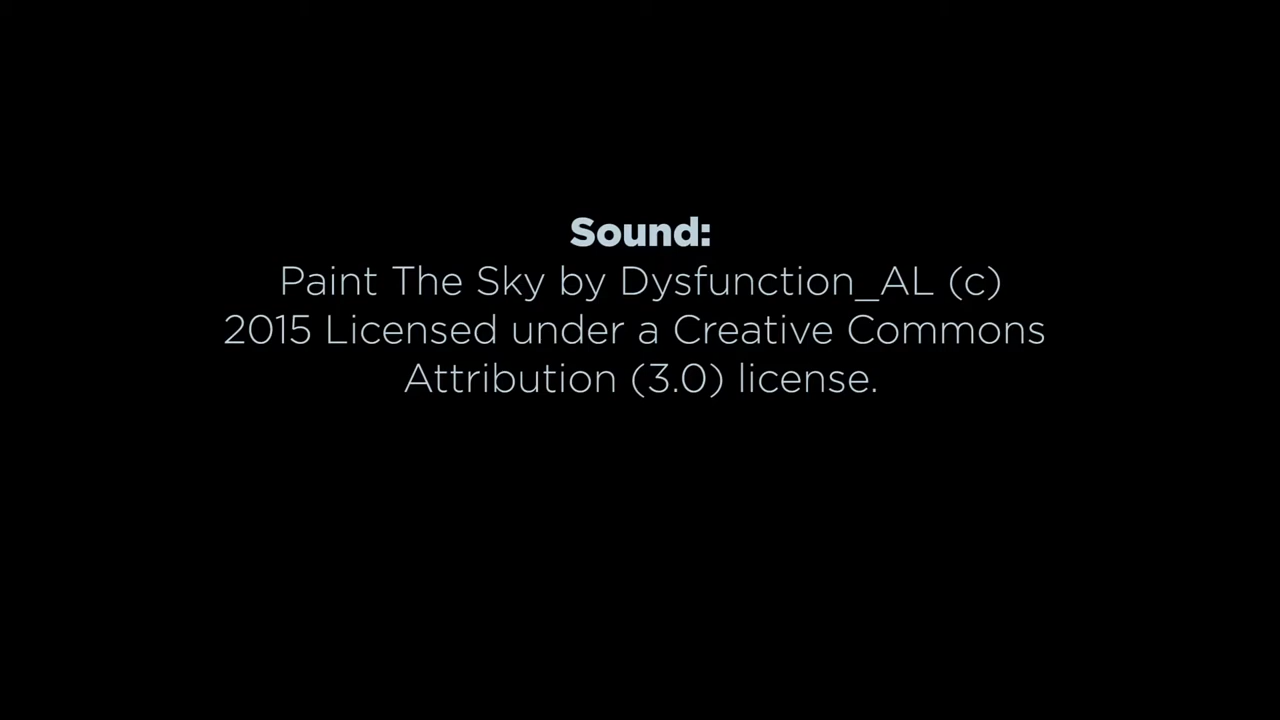 Sound:
Paint The Sky by Dysfunction_AL (c)
2015 Licensed under a Creative Commons
Attribution (3.0) license.